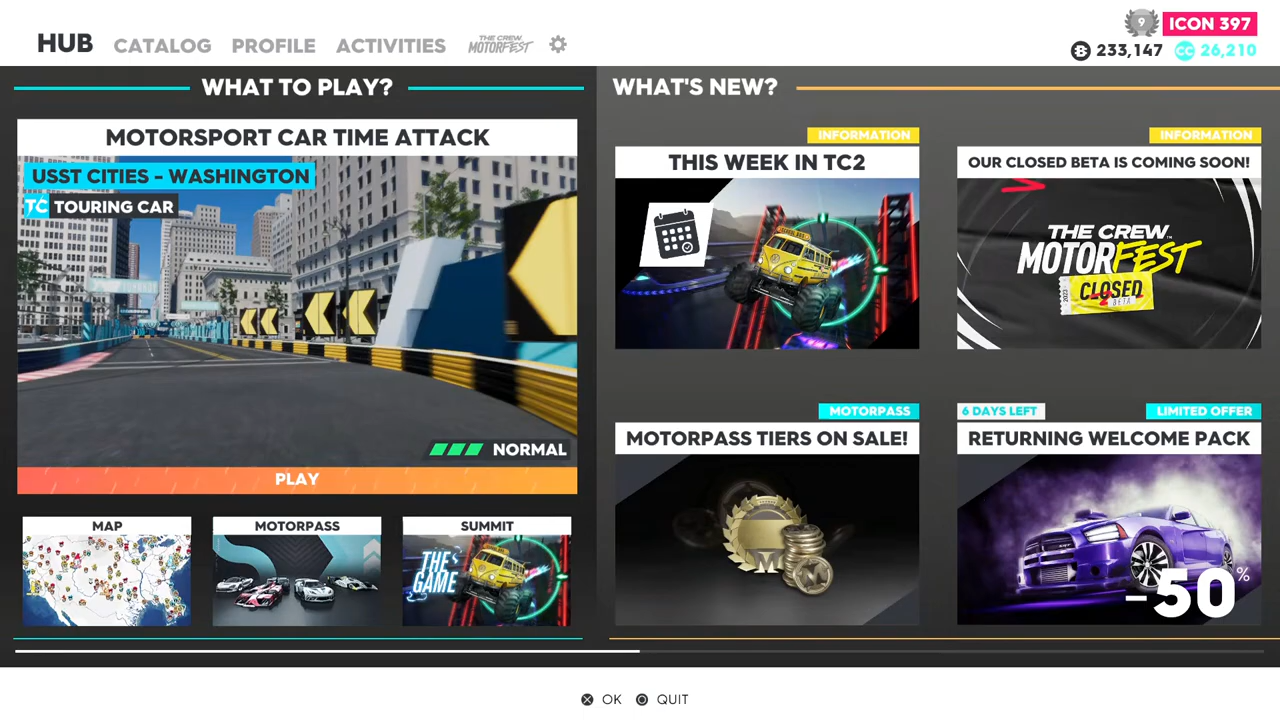 HUB
CATALOG
PROFILE
ACTIVITIES
THE CREW
MOTORFEST
9
ICON 397
233,147
CC 26,210
WHAT TO PLAY?
MOTORSPORT CAR TIME ATTACK
USST CITIES - WASHINGTON
TC TOURING CAR
NORMAL
PLAY
MAP
MOTORPASS
SUMMIT
THE
GAME
WHAT'S NEW?
INFORMATION
THIS WEEK IN TC2
INFORMATION
OUR CLOSED BETA IS COMING SOON!
THE CREW™
MOTORFEST
2023
CLOSED
BETA
MOTORPASS
MOTORPASS TIERS ON SALE!
M
M
6 DAYS LEFT
LIMITED OFFER
RETURNING WELCOME PACK
-50%
OK
QUIT